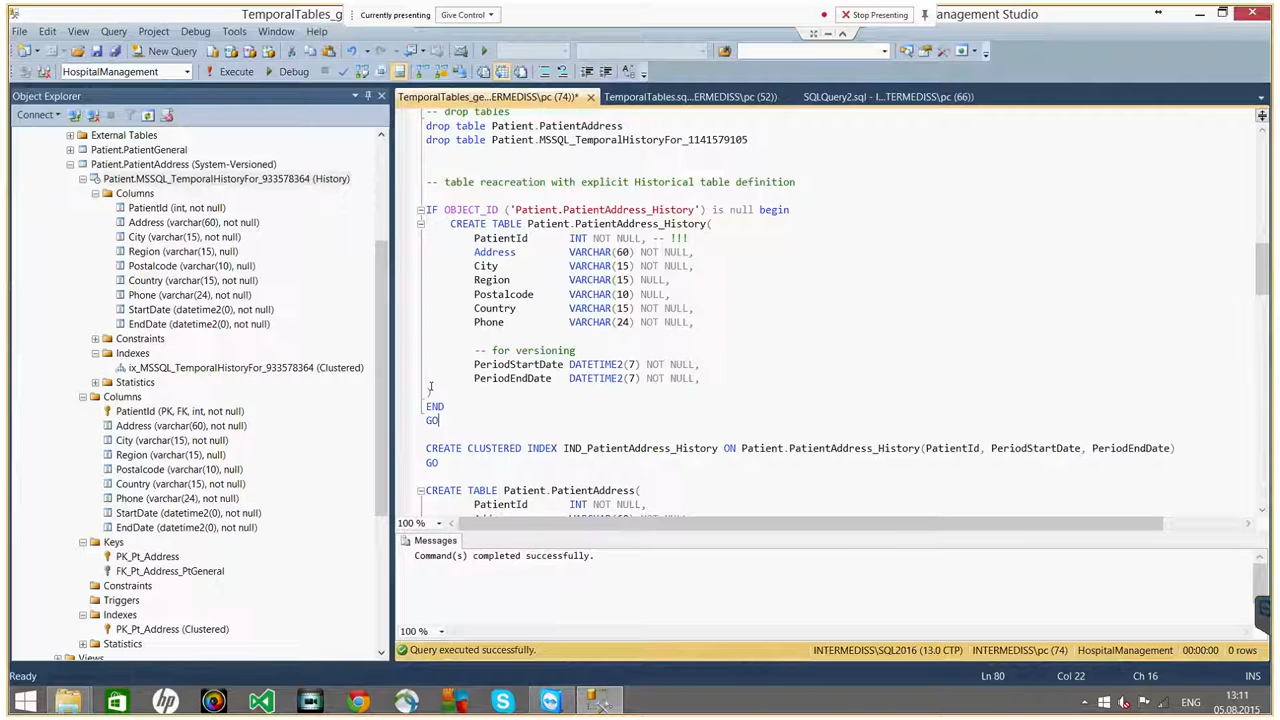 TemporalTables_g
Currently presenting
Give Control
Stop Presenting
Management Studio
File Edit View Query Project Debug Tools Window Help
New Query
HospitalManagement
Execute
Debug
Object Explorer
Connect
External Tables
Patient.PatientGeneral
Patient.PatientAddress (System-Versioned)
Patient.MSSQL_TemporalHistoryFor_933578364 (History)
Columns
PatientId (int, not null)
Address (varchar(60), not null)
City (varchar(15), not null)
Region (varchar(15), null)
Postalcode (varchar(10), null)
Country (varchar(15), not null)
Phone (varchar(24), not null)
StartDate (datetime2(0), not null)
EndDate (datetime2(0), not null)
Constraints
Indexes
ix_MSSQL_TemporalHistoryFor_933578364 (Clustered)
Statistics
Columns
PatientId (PK, FK, int, not null)
Address (varchar(60), not null)
City (varchar(15), not null)
Region (varchar(15), null)
Postalcode (varchar(10), null)
Country (varchar(15), not null)
Phone (varchar(24), not null)
StartDate (datetime2(0), not null)
EndDate (datetime2(0), not null)
Keys
PK_Pt_Address
FK_Pt_Address_PtGeneral
Constraints
Triggers
Indexes
PK_Pt_Address (Clustered)
Statistics
Views
TemporalTables_ge...ERMEDISS\pc (74))*
TemporalTables.sq...ERMEDISS\pc (52))
SQLQuery2.sql - I...TERMEDISS\pc (66))
-- drop tables
drop table Patient.PatientAddress
drop table Patient.MSSQL_TemporalHistoryFor_1141579105
-- table reacreation with explicit Historical table definition
IF OBJECT_ID ('Patient.PatientAddress_History') is null begin
CREATE TABLE Patient.PatientAddress_History(
PatientId INT NOT NULL, -- !!!
Address VARCHAR(60) NOT NULL,
City VARCHAR(15) NOT NULL,
Region VARCHAR(15) NULL,
Postalcode VARCHAR(10) NULL,
Country VARCHAR(15) NOT NULL,
Phone VARCHAR(24) NOT NULL,
-- for versioning
PeriodStartDate DATETIME2(7) NOT NULL,
PeriodEndDate DATETIME2(7) NOT NULL,
)
END
GO
CREATE CLUSTERED INDEX IND_PatientAddress_History ON Patient.PatientAddress_History(PatientId, PeriodStartDate, PeriodEndDate)
GO
CREATE TABLE Patient.PatientAddress(
PatientId INT NOT NULL,
100 %
Messages
Command(s) completed successfully.
100 %
Query executed successfully.
INTERMEDISS\SQL2016 (13.0 CTP)
INTERMEDISS\pc (74)
HospitalManagement
00:00:00
0 rows
Ready
Ln 80
Col 22
Ch 16
INS
ENG
13:11
05.08.2015